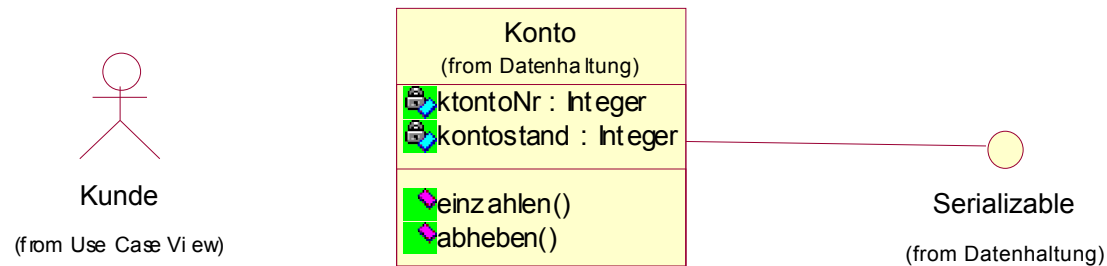 Kunde
(from Use Case View)
Konto
(from Datenhaltung)
ktontoNr : Integer
kontostand : Integer
einzahlen()
abheben()
Serializable
(from Datenhaltung)